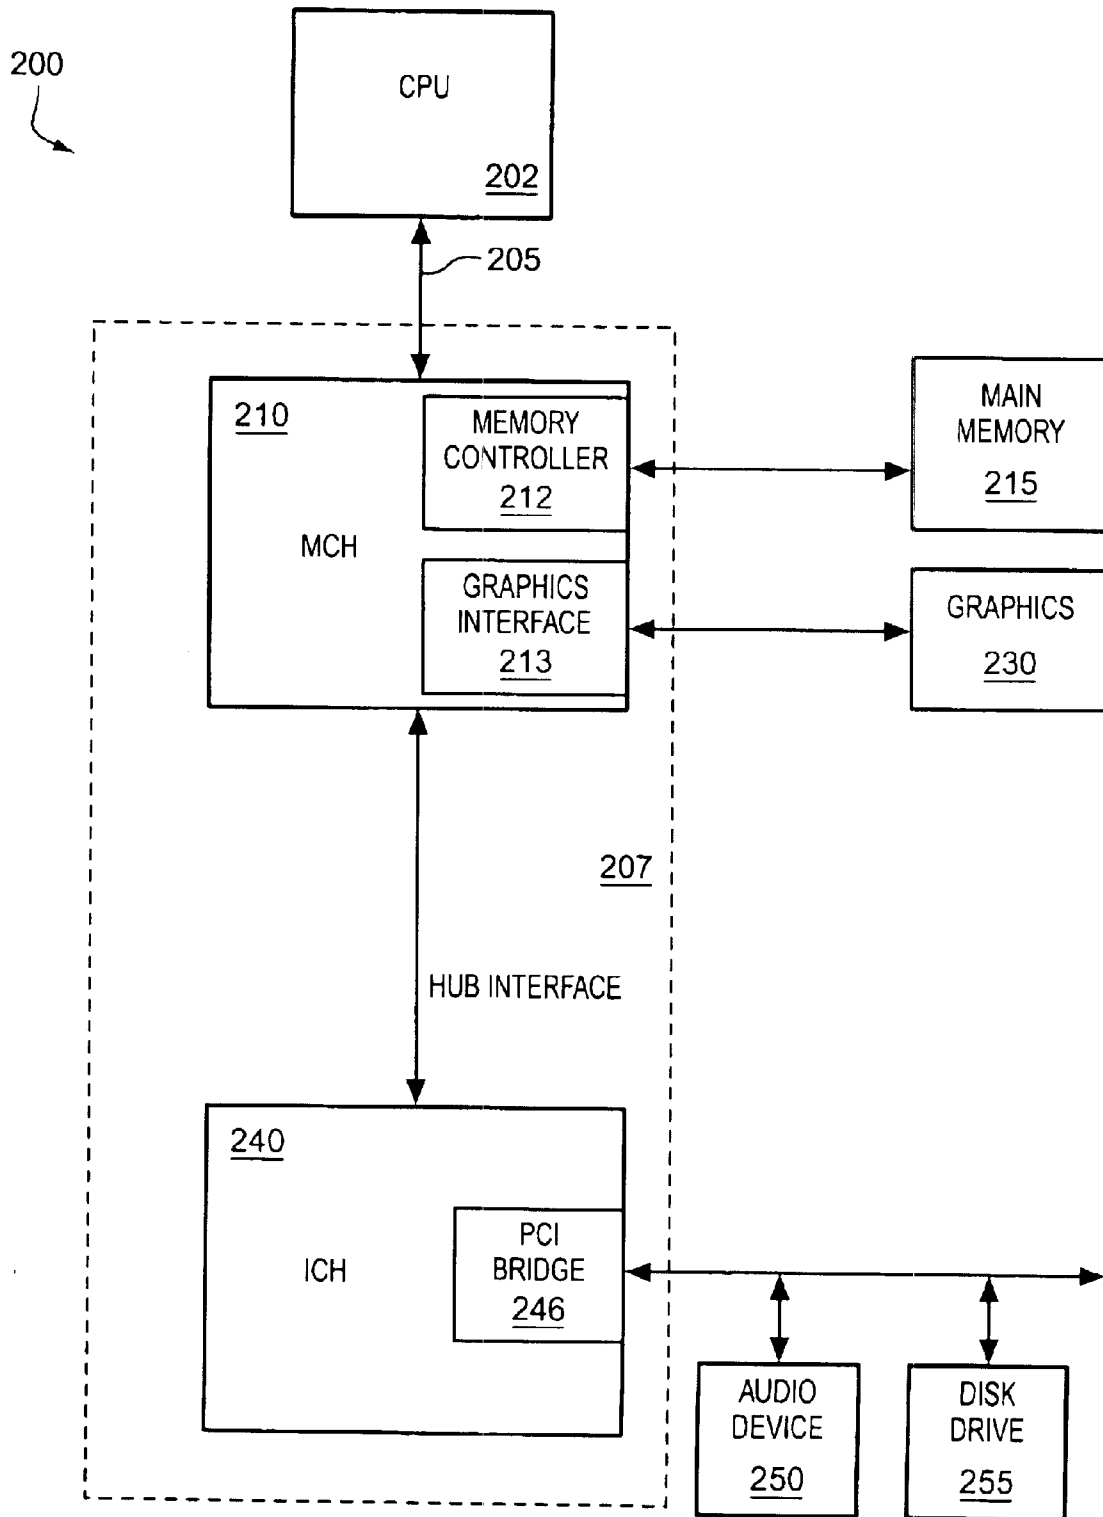 200
CPU
202
205
210
MEMORY
CONTROLLER
212
MCH
GRAPHICS
INTERFACE
213
MAIN
MEMORY
215
GRAPHICS
230
207
HUB INTERFACE
240
ICH
PCI
BRIDGE
246
AUDIO
DEVICE
250
DISK
DRIVE
255